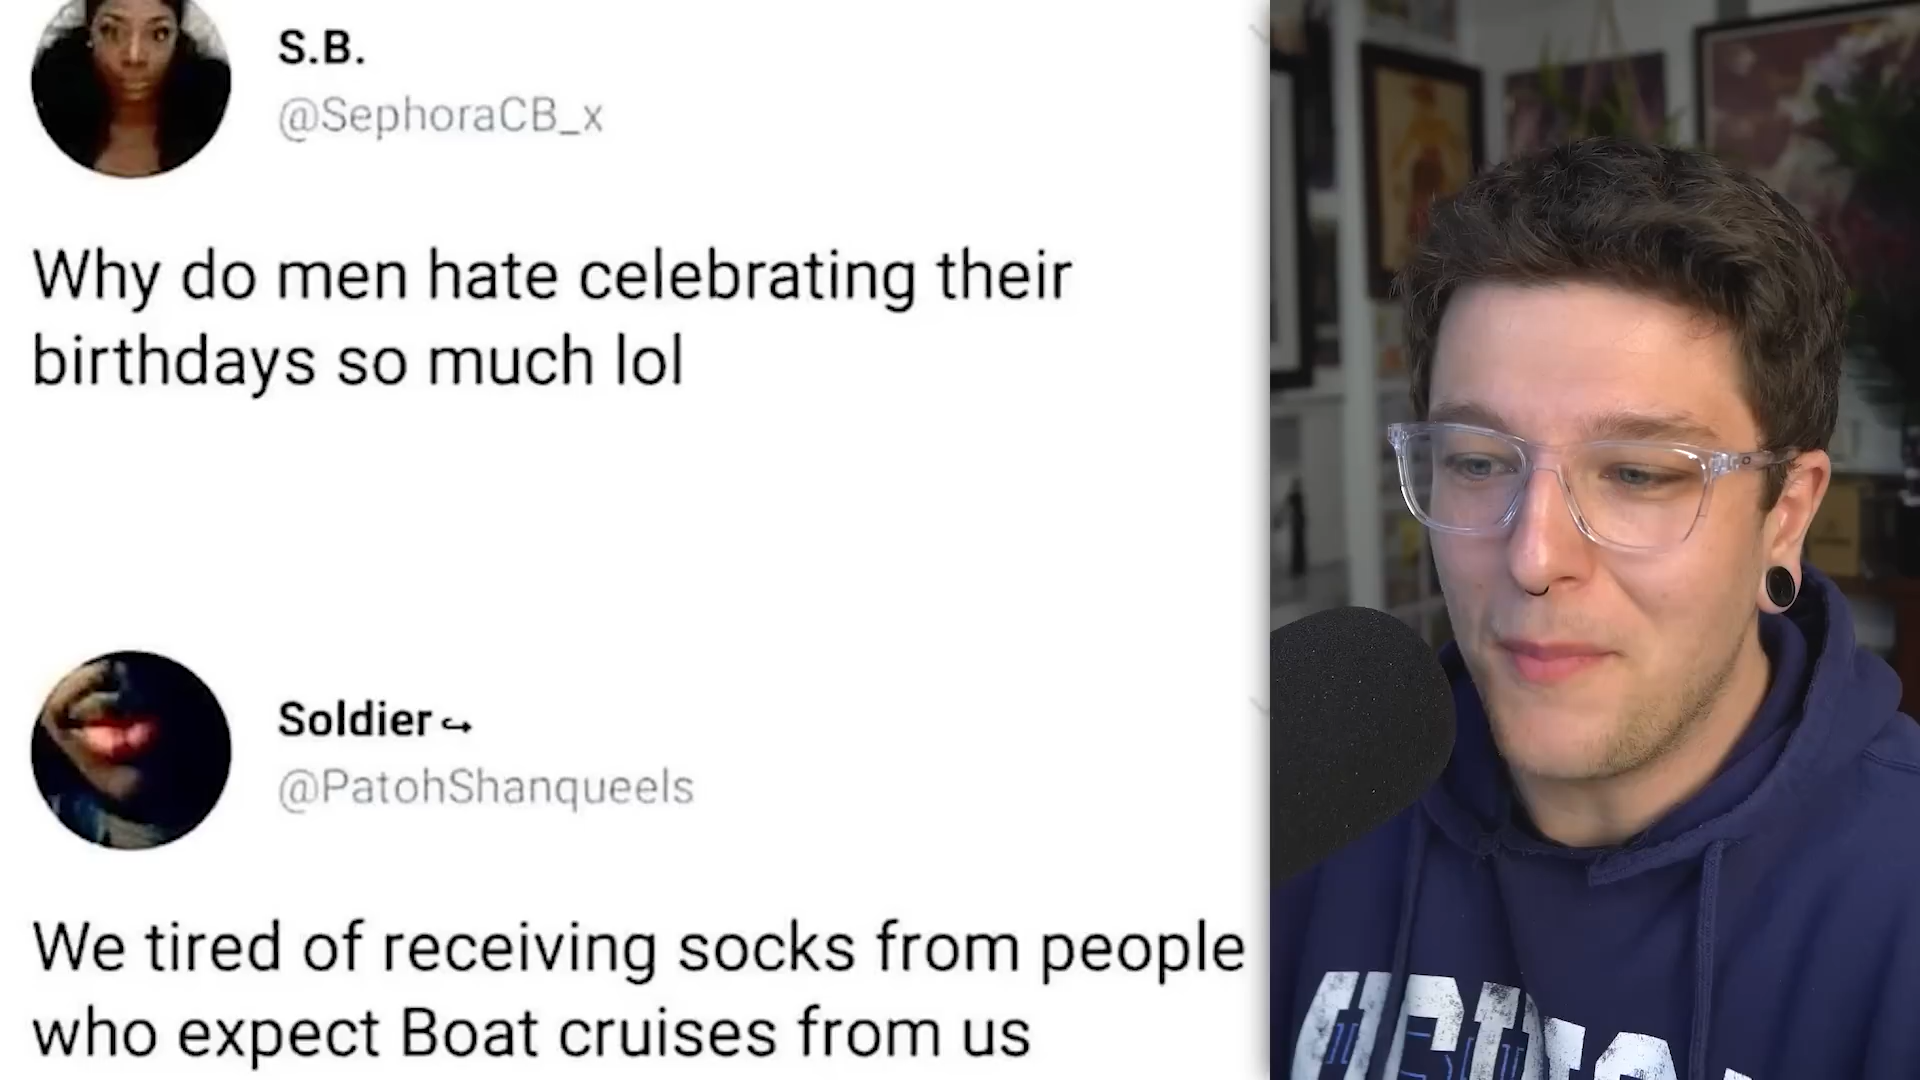 S.B.
@SephoraCB_x
Why do men hate celebrating their
birthdays so much lol
Soldier
@PatohShanqueels
We tired of receiving socks from people
who expect Boat cruises from us